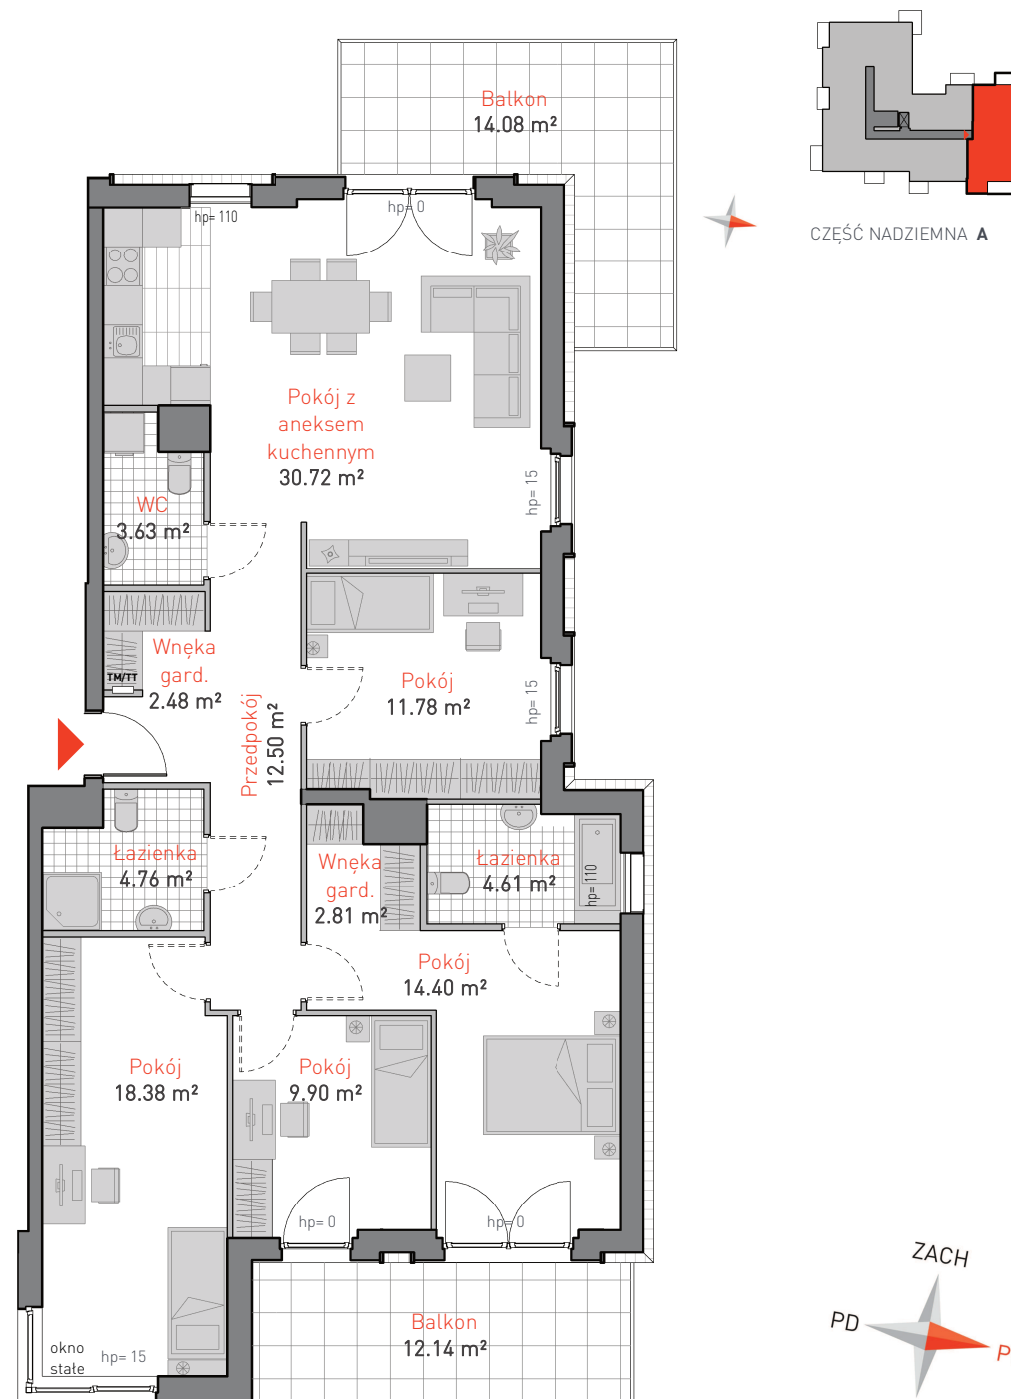 Balkon
14.08 m²
CZĘŚĆ NADZIEMNA A
hp= 110
hp= 0
Pokój z
aneksem
kuchennym
30.72 m²
hp= 15
WC
3.63 m²
Wnęka
gard.
2.48 m²
TM/TT
Przedpokój
12.50 m²
Pokój
11.78 m²
hp= 15
Łazienka
4.76 m²
Wnęka
gard.
2.81 m²
Łazienka
4.61 m²
hp= 110
Pokój
14.40 m²
Pokój
18.38 m²
Pokój
9.90 m²
hp= 0
hp= 0
Balkon
12.14 m²
okno
stałe
hp= 15
ZACH
PD
P